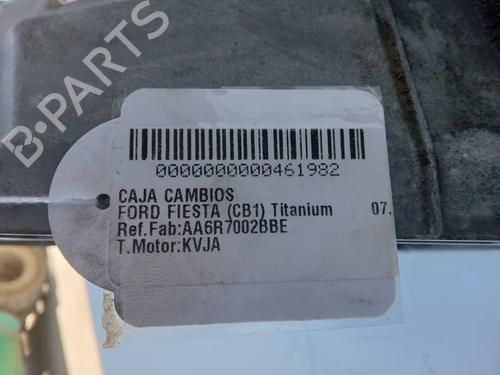 B-PARTS
0000000000461982
CAJA CAMBIOS
FORD FIESTA (CB1) Titanium 07.
Ref.Fab:AA6R7002BBE
T.Motor:KVJA